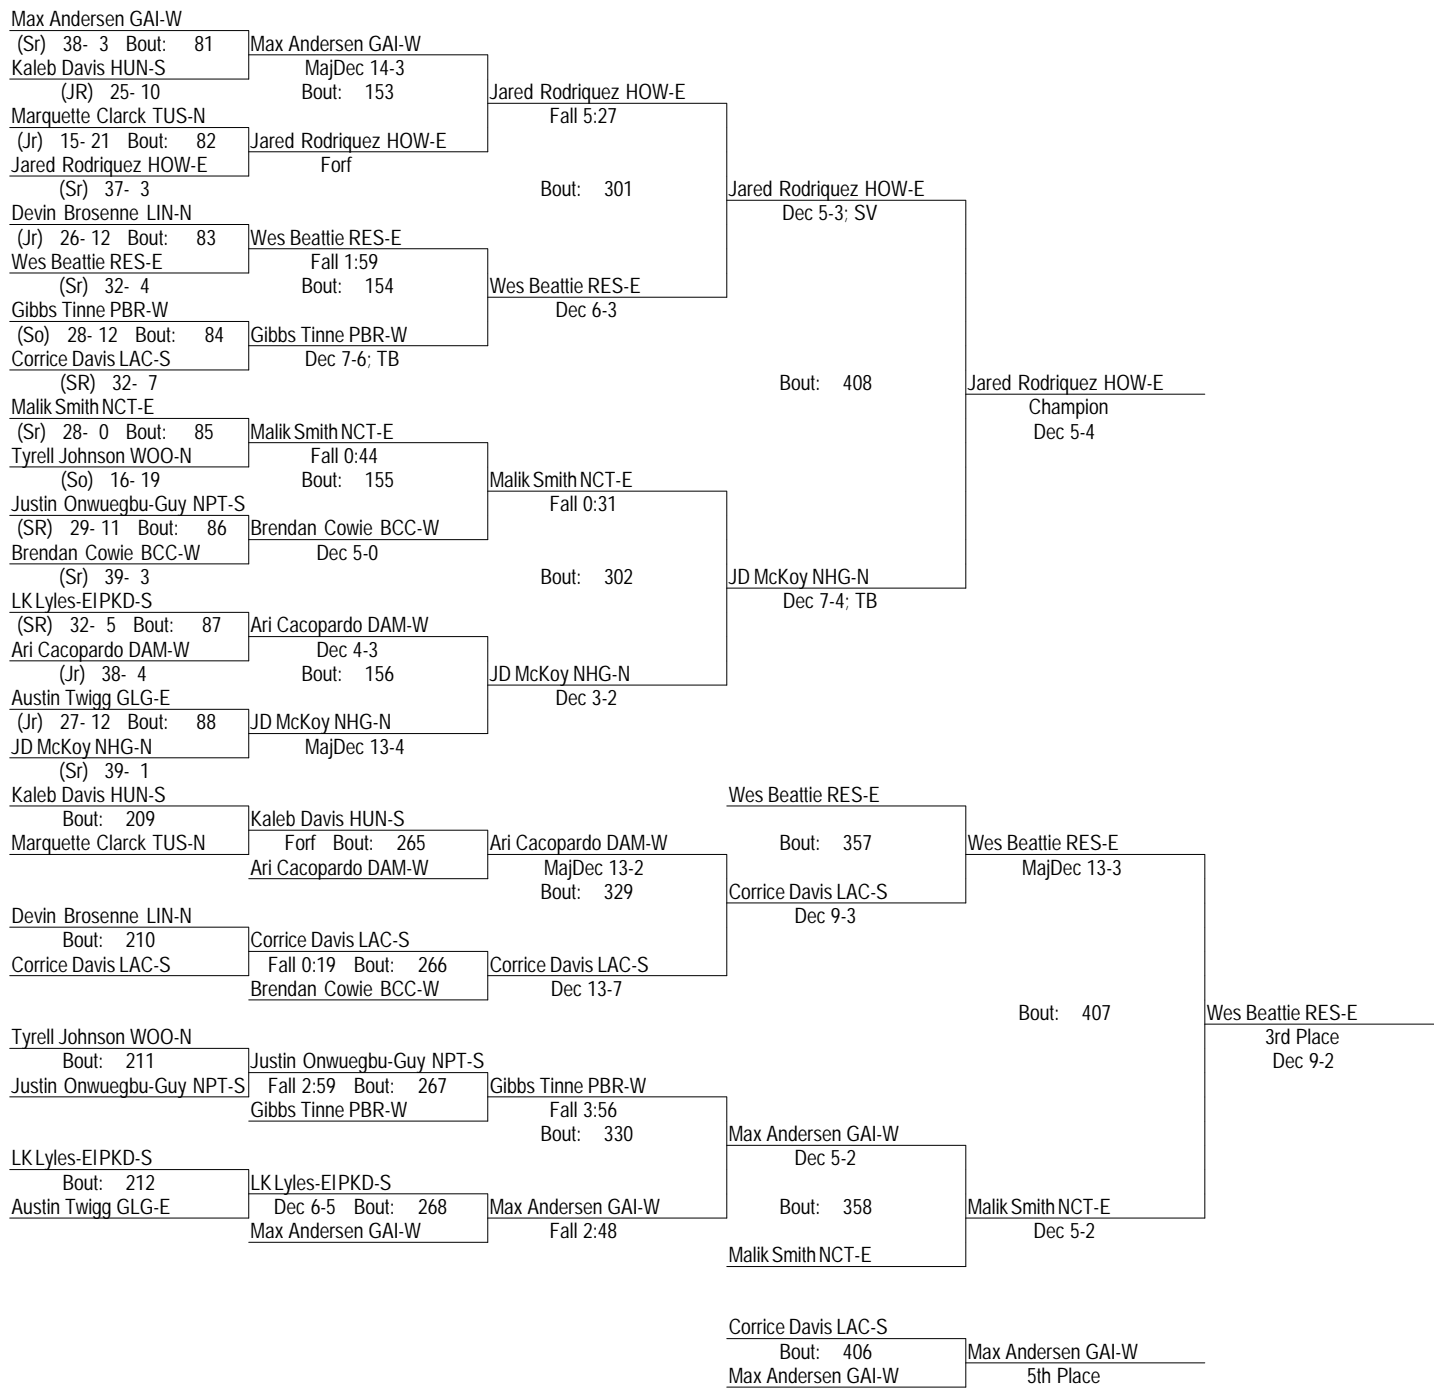 Max Andersen GAI-W
(Sr) 38- 3 Bout: 81 Max Andersen GAI-W
Kaleb Davis HUN-S MajDec 14-3
(JR) 25- 10 Bout: 153 Jared Rodriquez HOW-E
Marquette Clarck TUS-N Fall 5:27
(Jr) 15- 21 Bout: 82 Jared Rodriquez HOW-E
Jared Rodriquez HOW-E Forf
(Sr) 37- 3 Bout: 301 Jared Rodriquez HOW-E
Devin Brosenne LIN-N Dec 5-3; SV
(Jr) 26- 12 Bout: 83 Wes Beattie RES-E
Wes Beattie RES-E Fall 1:59
(Sr) 32- 4 Bout: 154 Wes Beattie RES-E
Gibbs Tinne PBR-W Dec 6-3
(So) 28- 12 Bout: 84 Gibbs Tinne PBR-W
Corrice Davis LAC-S Dec 7-6; TB
(SR) 32- 7 Bout: 408 Jared Rodriquez HOW-E
Malik Smith NCT-E Champion
(Sr) 28- 0 Bout: 85 Malik Smith NCT-E Dec 5-4
Tyrell Johnson WOO-N Fall 0:44
(So) 16- 19 Bout: 155 Malik Smith NCT-E
Justin Onwuegbu-Guy NPT-S Fall 0:31
(SR) 29- 11 Bout: 86 Brendan Cowie BCC-W
Brendan Cowie BCC-W Dec 5-0
(Sr) 39- 3 Bout: 302 JD McKoy NHG-N
LK Lyles-El PKD-S Dec 7-4; TB
(SR) 32- 5 Bout: 87 Ari Cacopardo DAM-W
Ari Cacopardo DAM-W Dec 4-3
(Jr) 38- 4 Bout: 156 JD McKoy NHG-N
Austin Twigg GLG-E Dec 3-2
(Jr) 27- 12 Bout: 88 JD McKoy NHG-N
JD McKoy NHG-N MajDec 13-4
(Sr) 39- 1
Kaleb Davis HUN-S Wes Beattie RES-E
Bout: 209 Kaleb Davis HUN-S
Marquette Clarck TUS-N Forf Bout: 265 Ari Cacopardo DAM-W Bout: 357 Wes Beattie RES-E
Ari Cacopardo DAM-W MajDec 13-2 MajDec 13-3
Bout: 329 Corrice Davis LAC-S
Devin Brosenne LIN-N Dec 9-3
Bout: 210 Corrice Davis LAC-S
Corrice Davis LAC-S Fall 0:19 Bout: 266 Corrice Davis LAC-S
Brendan Cowie BCC-W Dec 13-7
Bout: 407 Wes Beattie RES-E
Tyrell Johnson WOO-N 3rd Place
Bout: 211 Justin Onwuegbu-Guy NPT-S Dec 9-2
Justin Onwuegbu-Guy NPT-S Fall 2:59 Bout: 267 Gibbs Tinne PBR-W
Gibbs Tinne PBR-W Fall 3:56
Bout: 330 Max Andersen GAI-W
LK Lyles-El PKD-S Dec 5-2
Bout: 212 LK Lyles-El PKD-S
Austin Twigg GLG-E Dec 6-5 Bout: 268 Max Andersen GAI-W Bout: 358 Malik Smith NCT-E
Max Andersen GAI-W Fall 2:48 Dec 5-2
Malik Smith NCT-E
Corrice Davis LAC-S
Bout: 406 Max Andersen GAI-W
Max Andersen GAI-W 5th Place